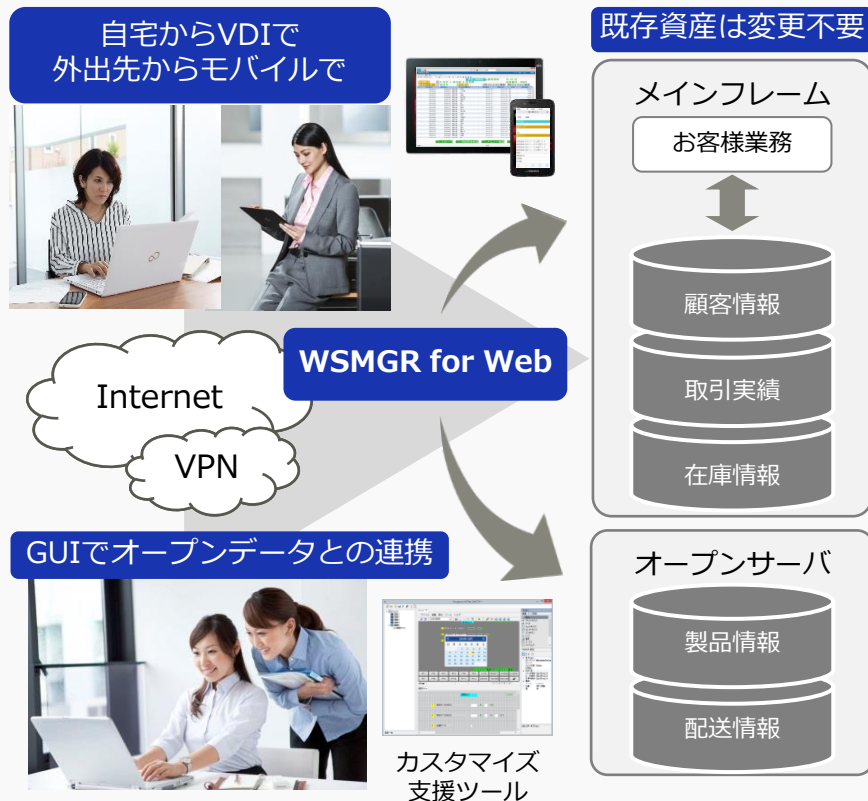 自宅からVDIで
外出先からモバイルで
既存資産は変更不要
メインフレーム
お客様業務
顧客情報
取引実績
在庫情報
Internet
VPN
WSMGR for Web
GUIでオープンデータとの連携
カスタマイズ
支援ツール
オープンサーバ
製品情報
配送情報